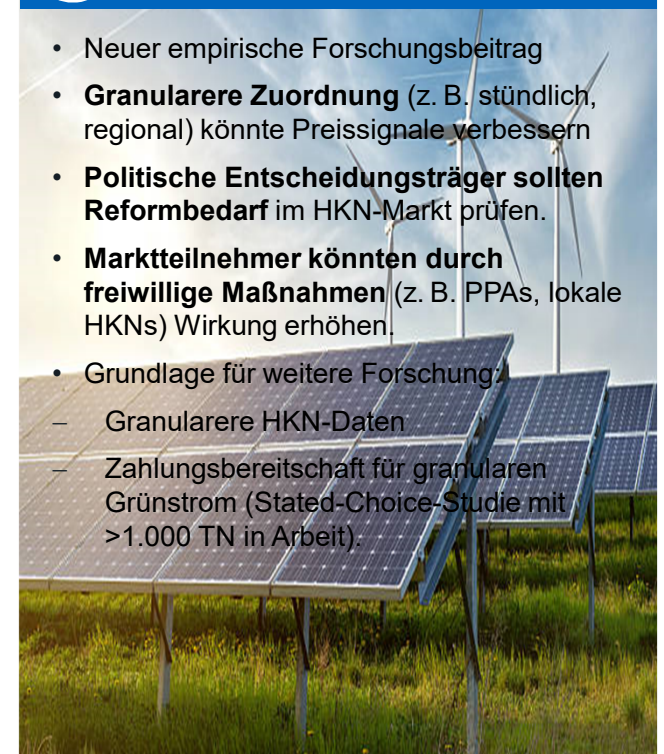 • Neuer empirische Forschungsbeitrag
• Granularere Zuordnung (z. B. stündlich,
regional) könnte Preissignale verbessern
• Politische Entscheidungsträger sollten
Reformbedarf im HKN-Markt prüfen.
• Marktteilnehmer könnten durch
freiwillige Maßnahmen (z. B. PPAs, lokale
HKNs) Wirkung erhöhen.
• Grundlage für weitere Forschung:
– Granularere HKN-Daten
– Zahlungsbereitschaft für granularen
Grünstrom (Stated-Choice-Studie mit
>1.000 TN in Arbeit).